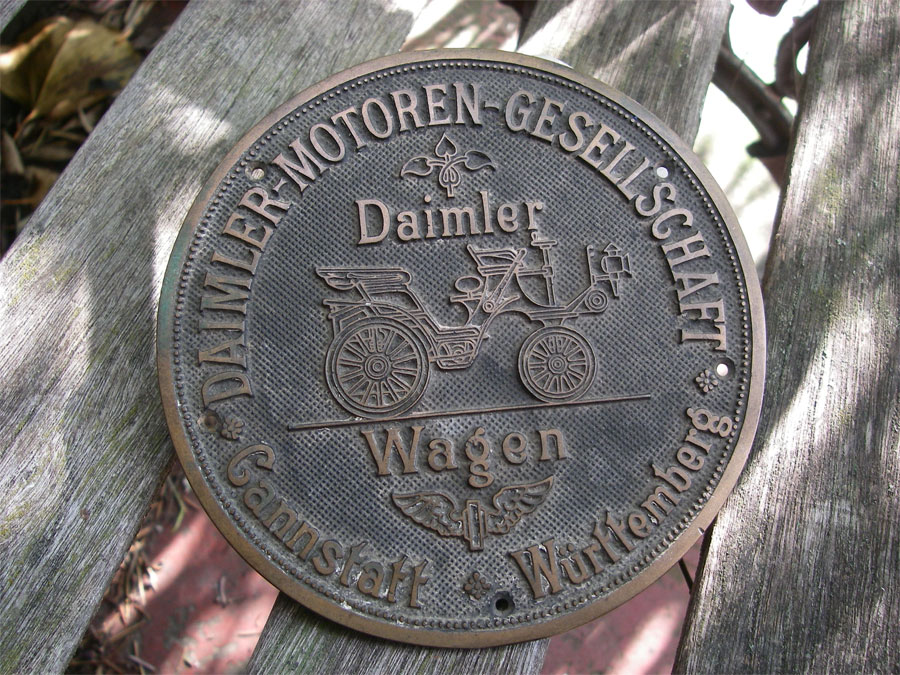 DAIMLER-MOTOREN-GESELLSCHAFT
Daimler
Wagen
Cannstatt Württemberg